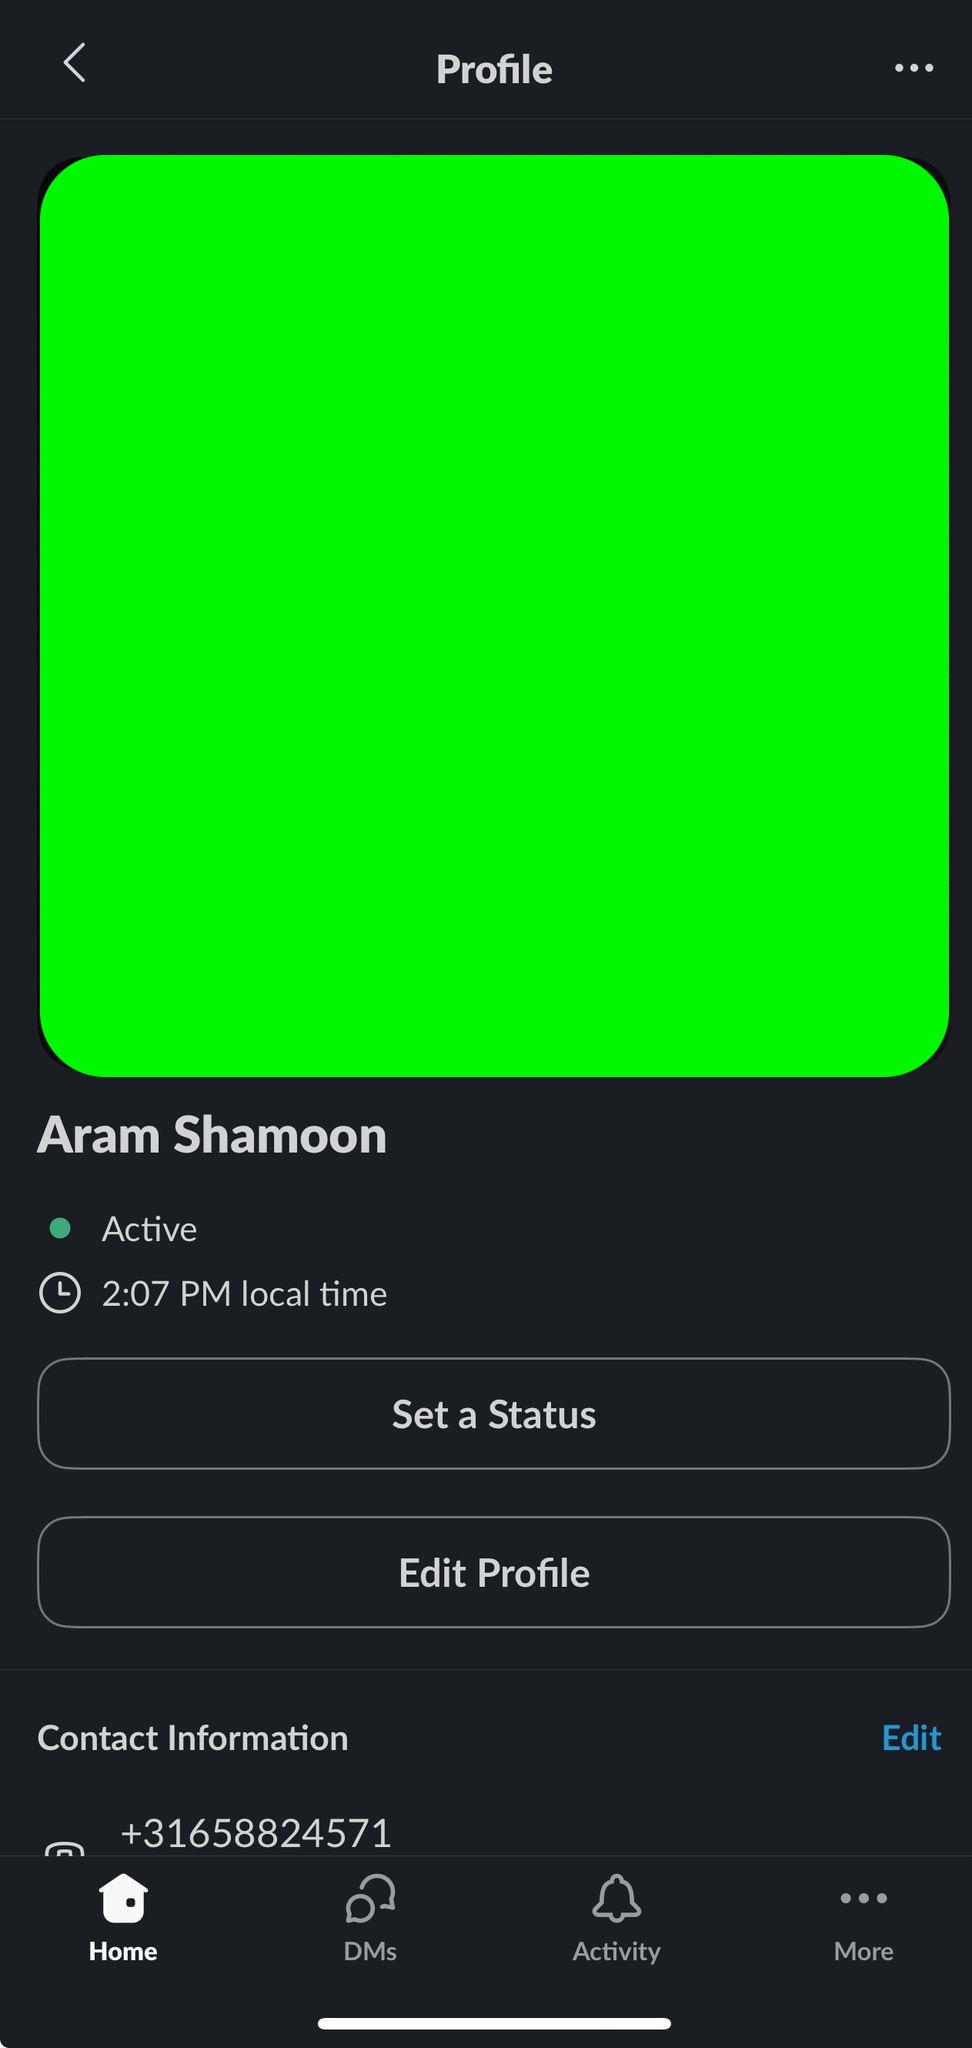 Profile
Aram Shamoon
Active
2:07 PM local time
Set a Status
Edit Profile
Contact Information
Edit
+31658824571
Home
DMs
Activity
More